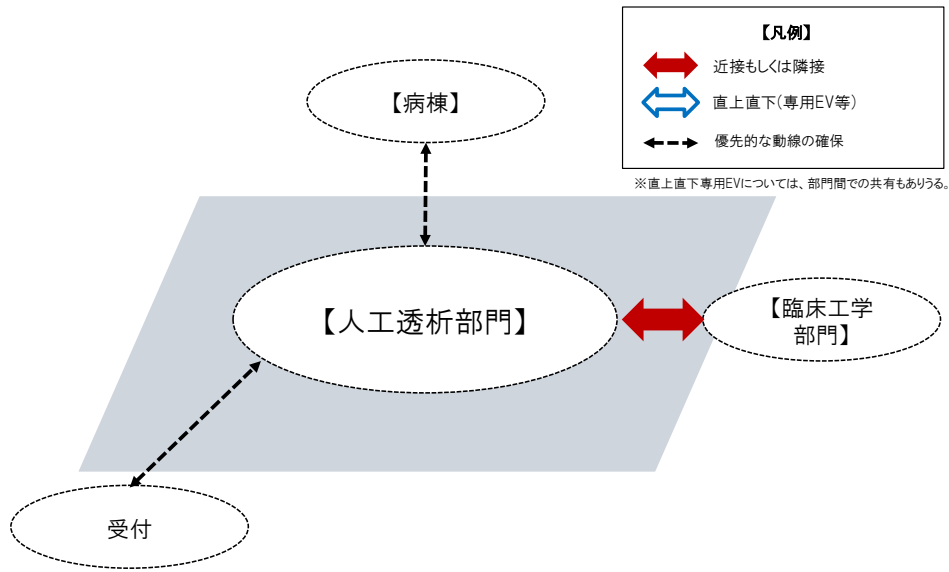 【凡例】
近接もしくは隣接
直上直下(専用EV等)
優先的な動線の確保
※直上直下専用EVについては、部門間での共有もありうる。
【病棟】
【人工透析部門】
【臨床工学
部門】
受付